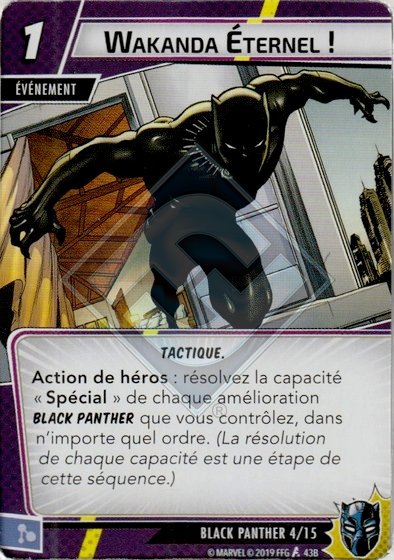 1
WAKANDA ÉTERNEL !
ÉVÉNEMENT
TACTIQUE.
Action de héros : résolvez la capacité
« Spécial » de chaque amélioration
BLACK PANTHER que vous contrôlez, dans
n'importe quel ordre. (La résolution
de chaque capacité est une étape de
cette séquence.)
®
BLACK PANTHER 4/15
© MARVEL © 2019 FFG 43B